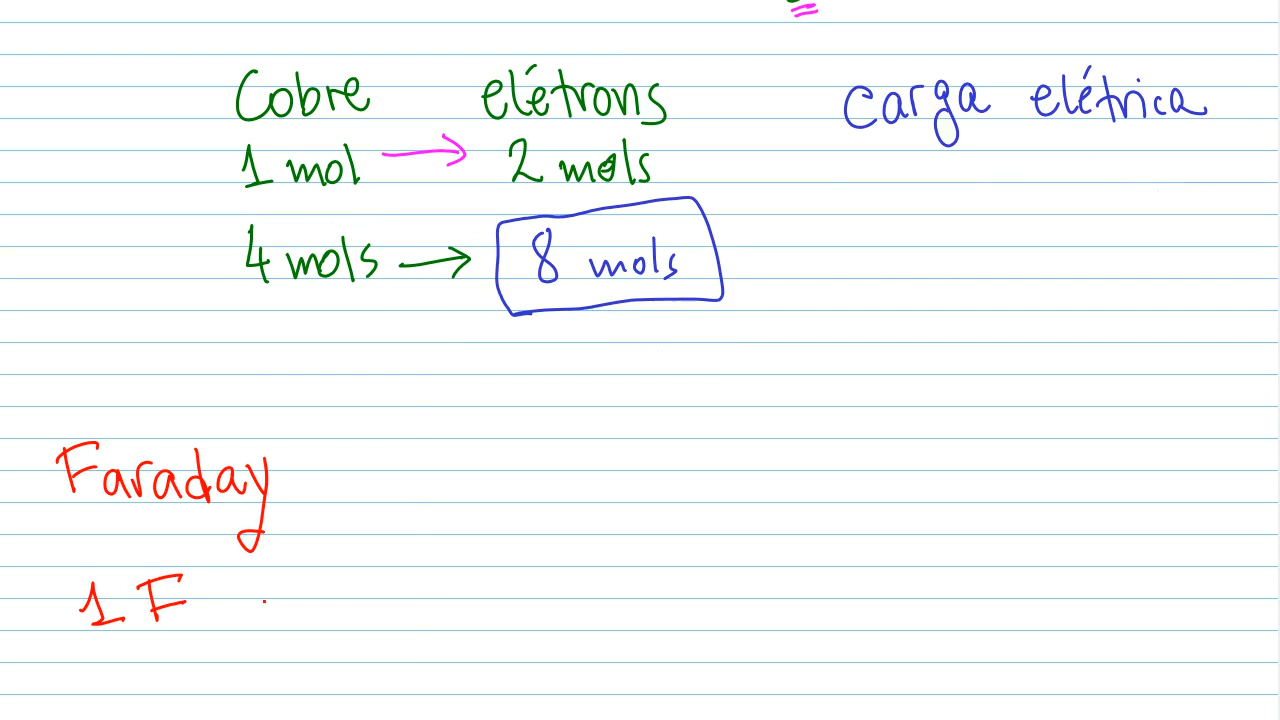 Cobre elétrons carga elétrica
1 mol → 2 mols
4 mols → 8 mols
Faraday
1 F